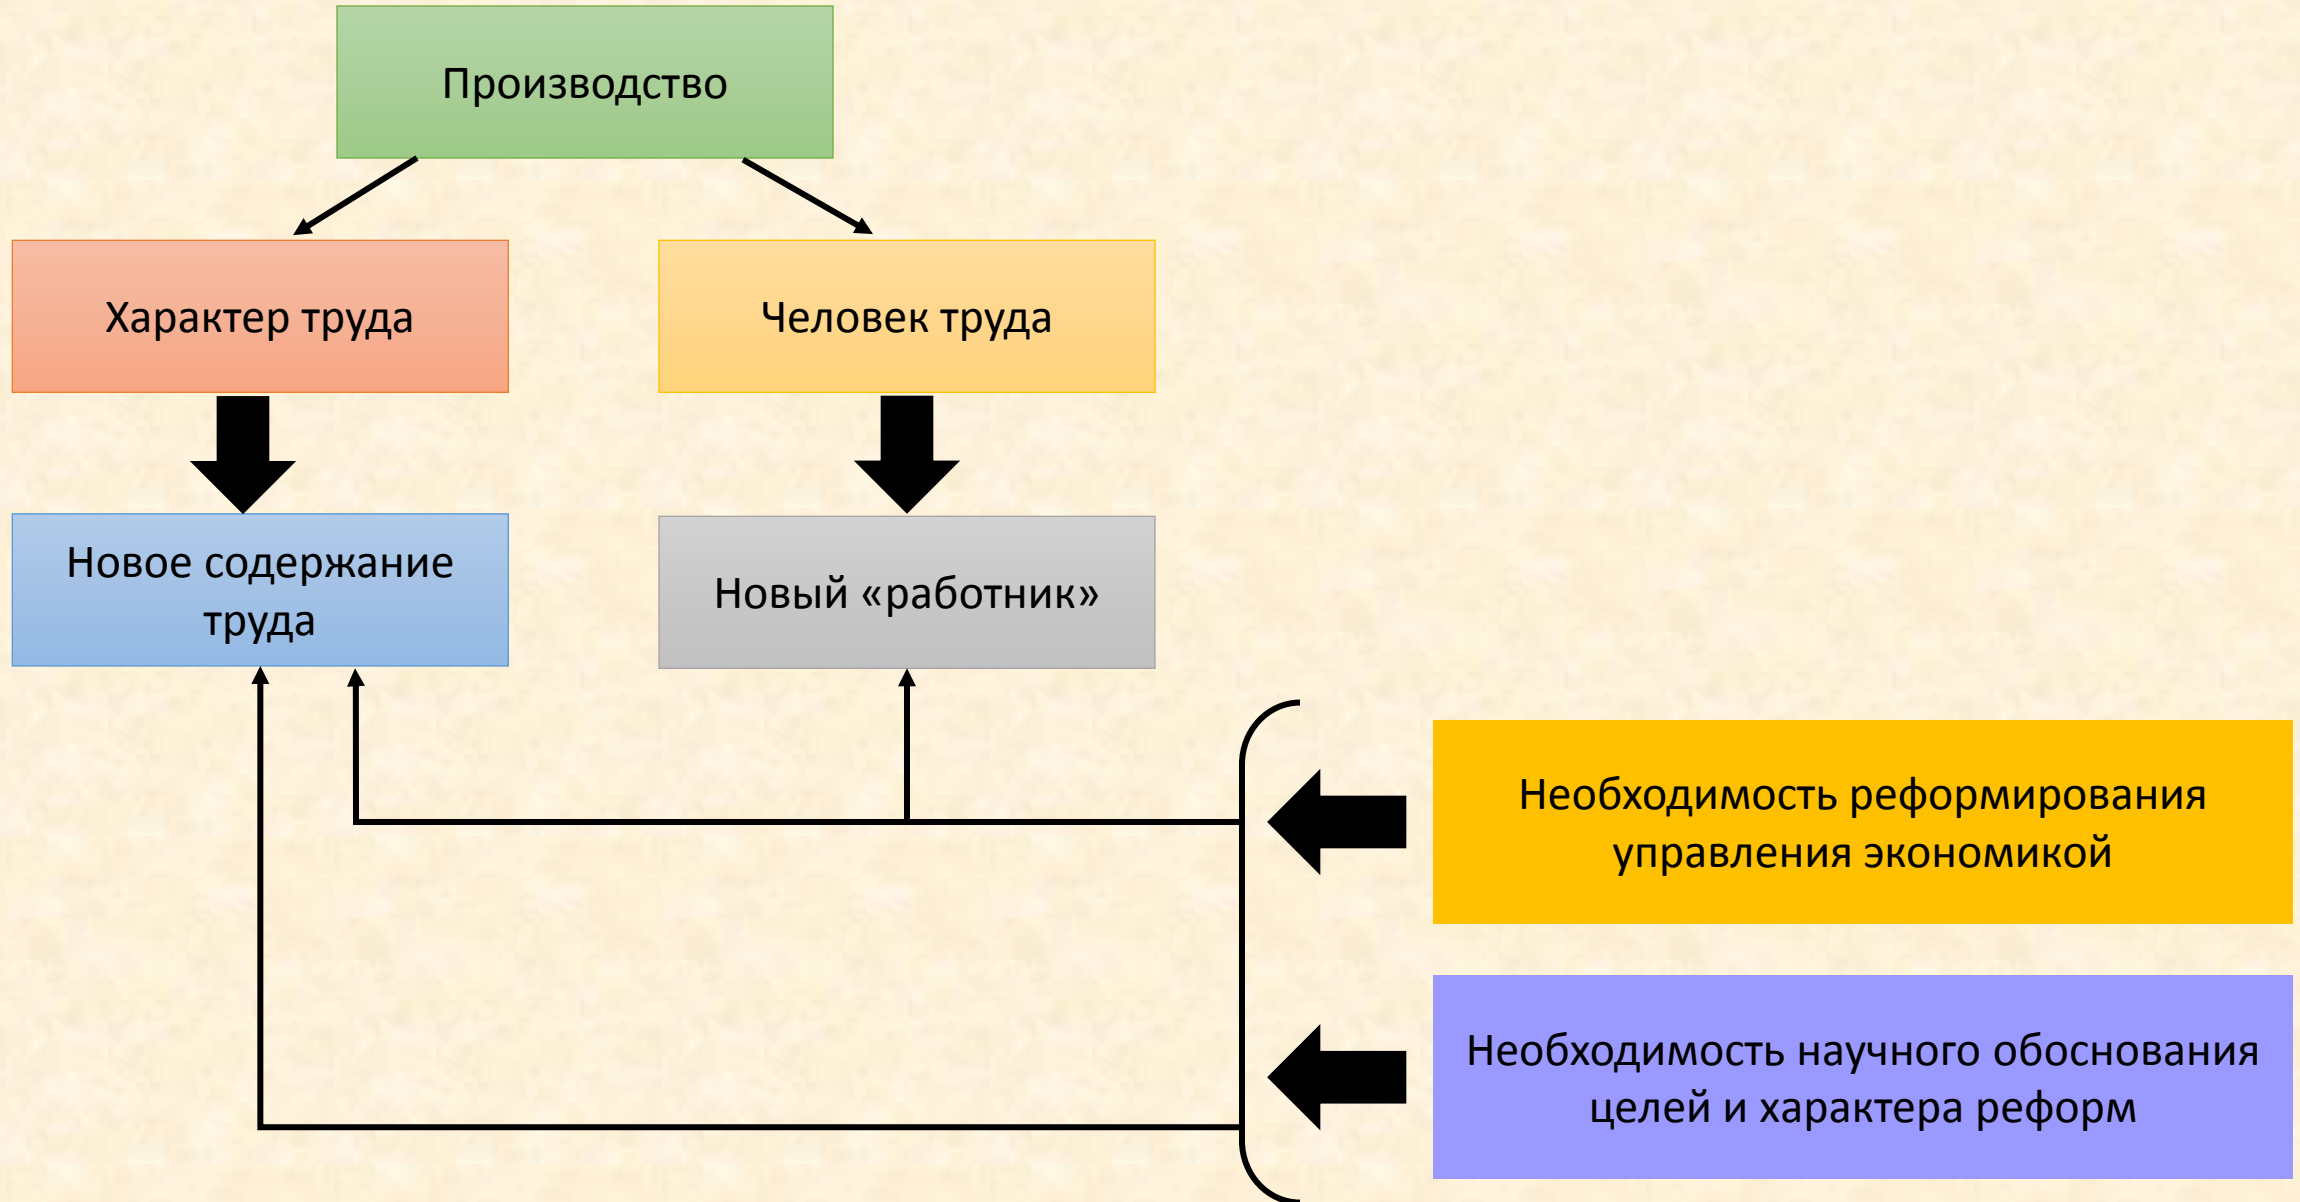 Производство
Характер труда
Человек труда
Новое содержание
труда
Новый «работник»
Необходимость реформирования
управления экономикой
Необходимость научного обоснования
целей и характера реформ